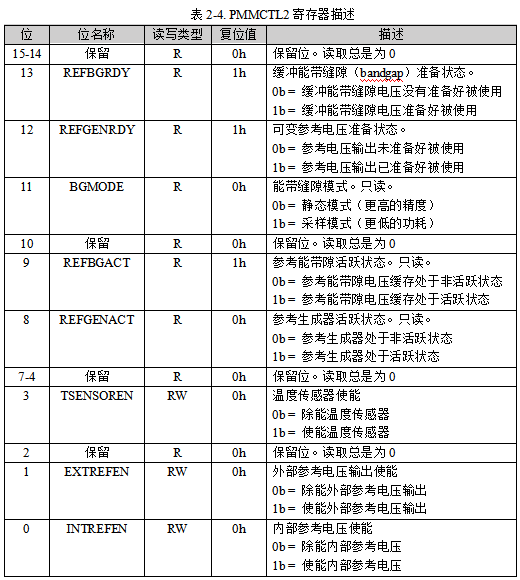 表 2-4. PMMCTL2 寄存器描述
位 位名称 读写类型 复位值 描述
15-14 保留 R 0h 保留位。读取总是为 0
13 REFBGRDY R 1h 缓冲能带缝隙（bandgap）准备状态。
0b = 缓冲能带缝隙电压没有准备好被使用
1b = 缓冲能带缝隙电压准备好被使用
12 REFGENRDY R 1h 可变参考电压准备状态。
0b = 参考电压输出未准备好被使用
1b = 参考电压输出已准备好被使用
11 BGMODE R 0h 能带缝隙模式。只读。
0b = 静态模式（更高的精度）
1b = 采样模式（更低的功耗）
10 保留 R 0h 保留位。读取总是为 0
9 REFBGACT R 1h 参考能带隙活跃状态。只读。
0b = 参考能带隙电压缓存处于非活跃状态
1b = 参考能带隙电压缓存处于活跃状态
8 REFGENACT R 0h 参考生成器活跃状态。只读。
0b = 参考生成器处于非活跃状态
1b = 参考生成器处于活跃状态
7-4 保留 R 0h 保留位。读取总是为 0
3 TSENSOREN RW 0h 温度传感器使能
0b = 除能温度传感器
1b = 使能温度传感器
2 保留 R 0h 保留位。读取总是为 0
1 EXTREFEN RW 0h 外部参考电压输出使能
0b = 除能外部参考电压输出
1b = 使能外部参考电压输出
0 INTREFEN RW 0h 内部参考电压使能
0b = 除能内部参考电压
1b = 使能内部参考电压